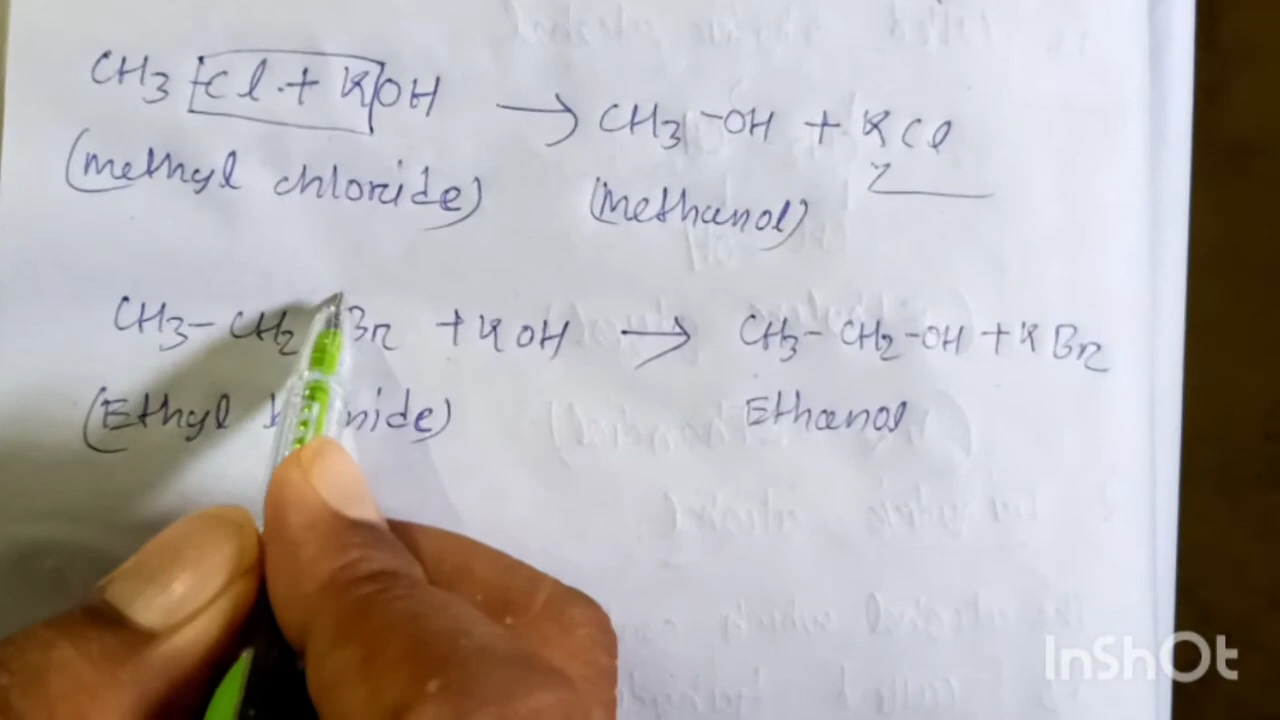 CH3 -Cl + KOH → CH3 -OH + KCl
(methyl chloride) (methanol)
CH3- CH2 Br + KOH → CH3- CH2-OH + KBr
(Ethyl Ethanol
InShOt